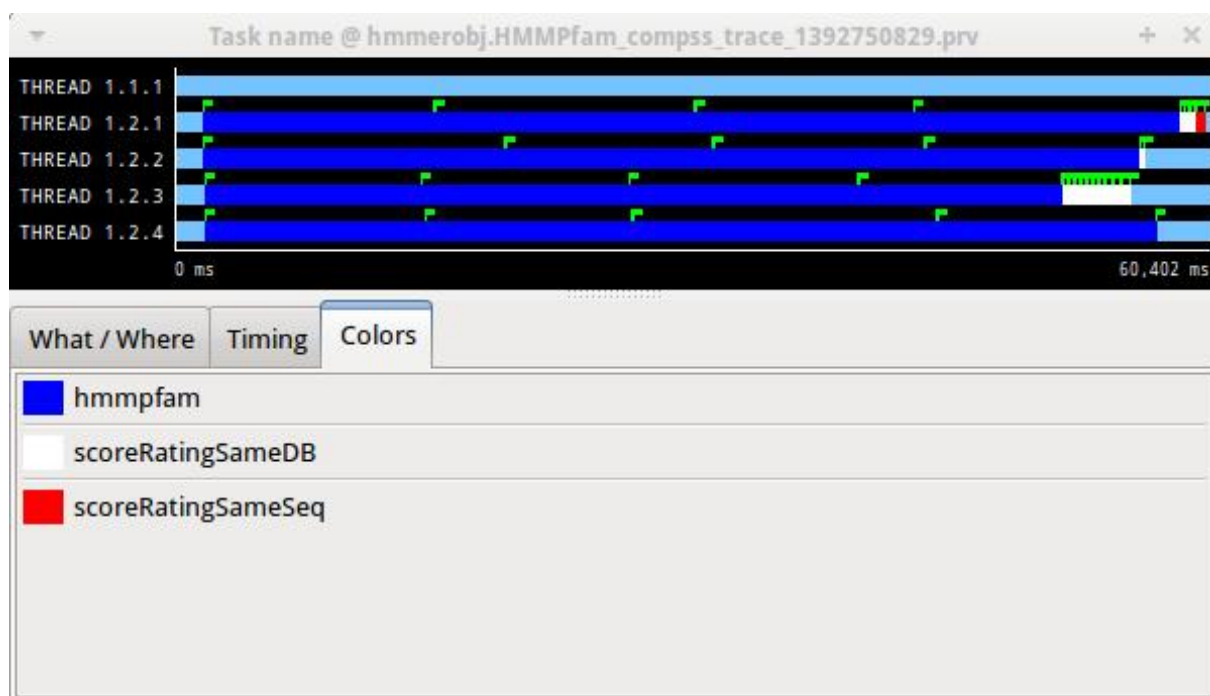 Task name @ hmmerobj.HMMPfam_compss_trace_1392750829.prv
THREAD 1.1.1
THREAD 1.2.1
THREAD 1.2.2
THREAD 1.2.3
THREAD 1.2.4
0 ms 60,402 ms
What / Where Timing Colors
hmmpfam
scoreRatingSameDB
scoreRatingSameSeq